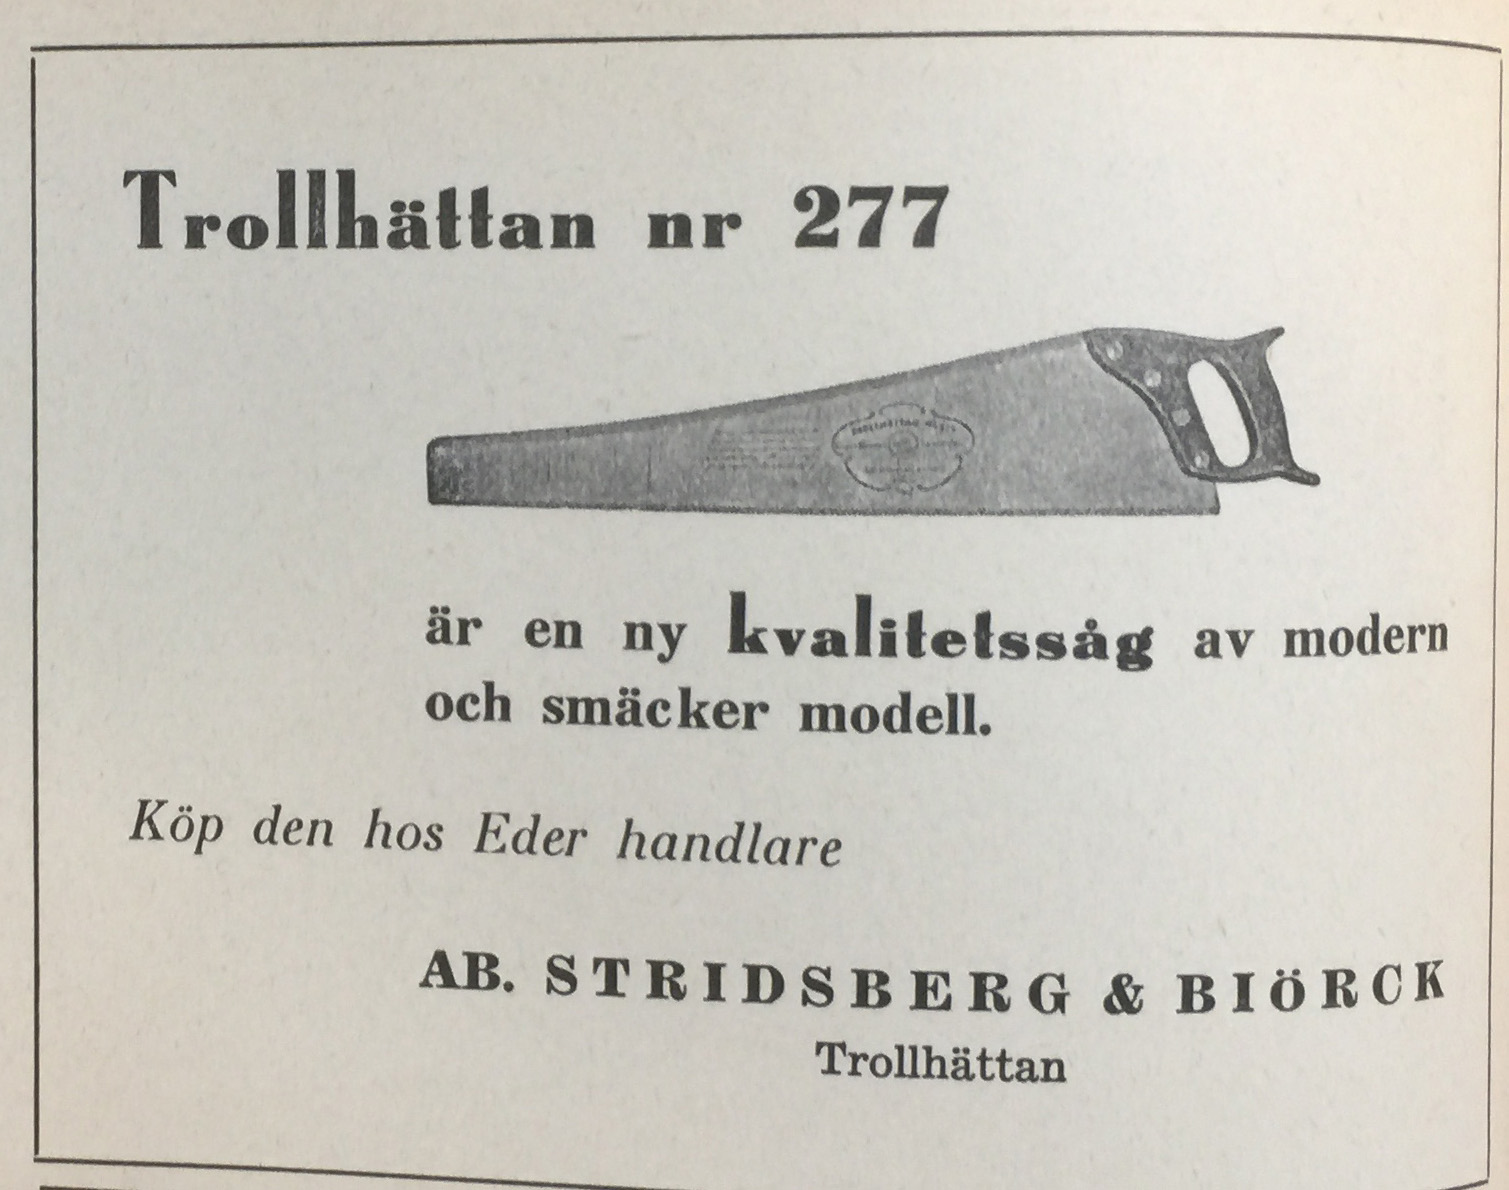 Trollhättan nr 277
är en ny kvalitetssåg av modern
och smäcker modell.
Köp den hos Eder handlare
AB. STRIDSBERG & BIÖRCK
Trollhättan